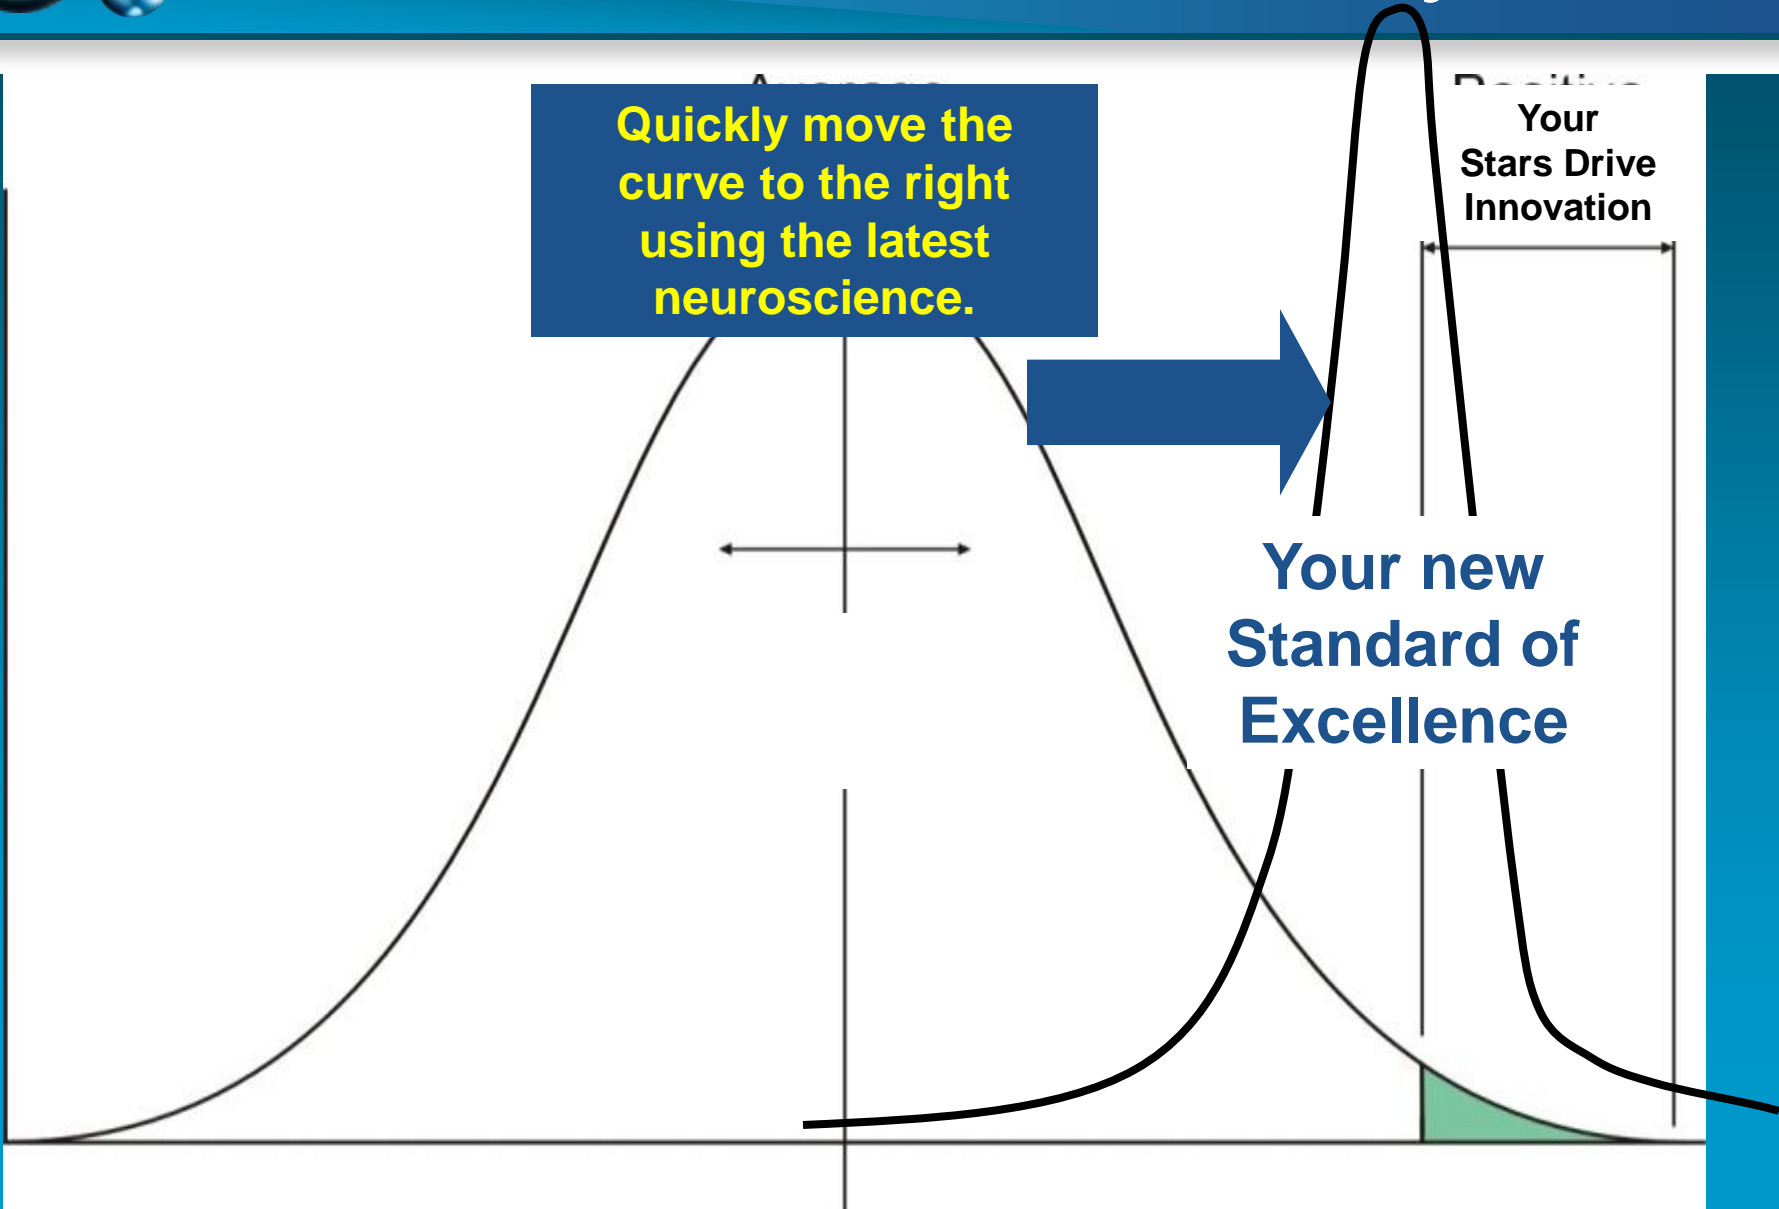 Quickly move the
curve to the right
using the latest
neuroscience.
Your
Stars Drive
Innovation
Your new
Standard of
Excellence